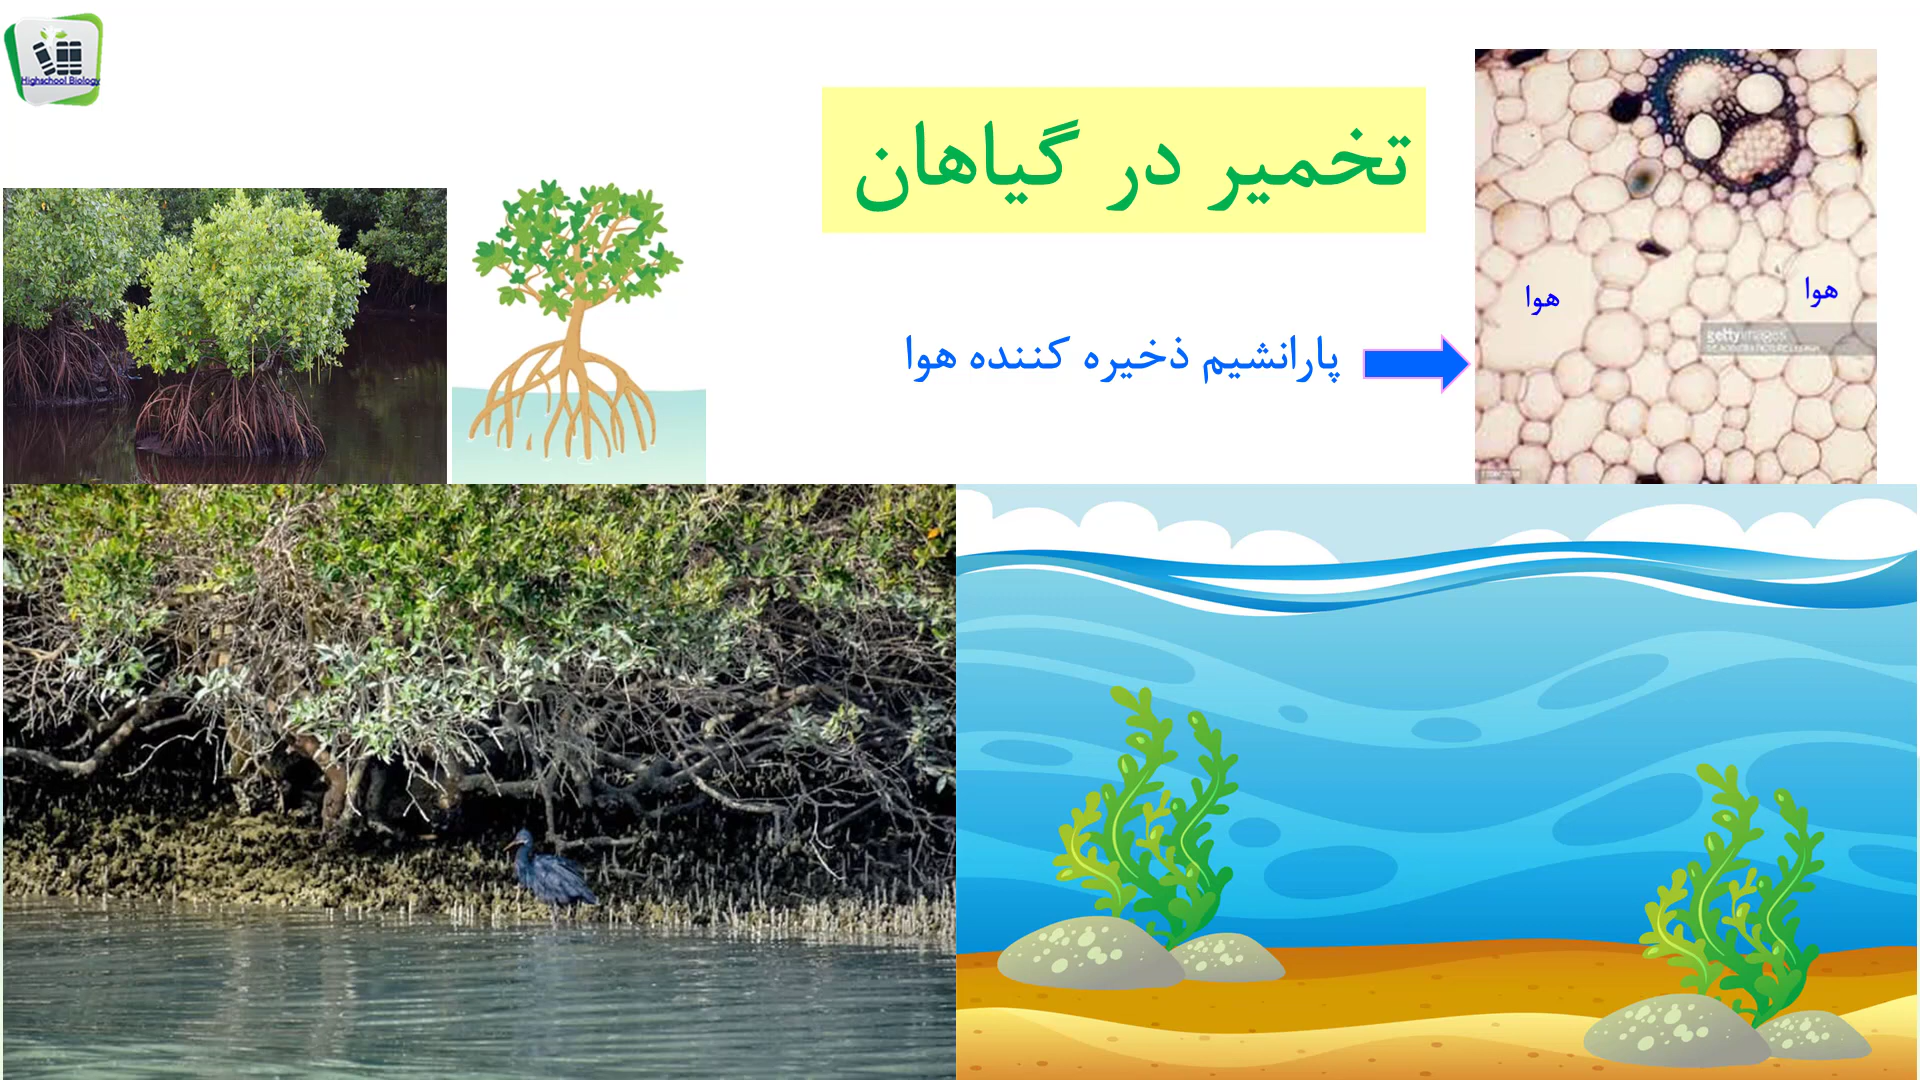 Highschool Biology
تخمیر در گیاهان
پارانشیم ذخیره کننده هوا
هوا
هوا
gettyimages